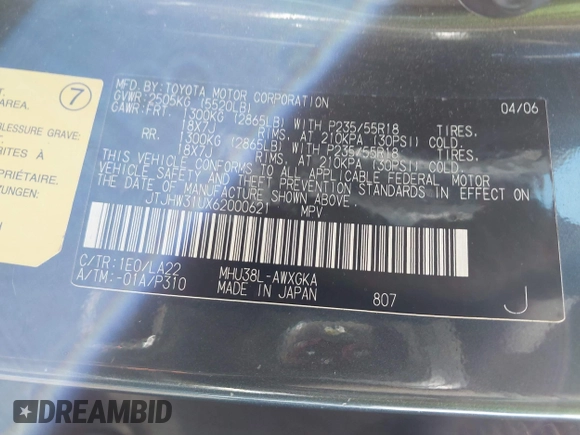 ⑦
AREA.
LESSURE GRAVE:
RITES À
PRIÉTAIRE.
MFD. BY: TOYOTA MOTOR CORPORATION 04/06
GVWR: 2505KG (5520LB)
GAWR: FRT. 1300KG (2865LB) WITH P235/55R18 TIRES.
18X7J RIMS. AT 210KPA (30PSI) COLD.
RR. 1300KG (2865LB) WITH P235/55R18 TIRES.
18X7J RIMS. AT 210KPA (30PSI) COLD.
THIS VEHICLE CONFORMS TO ALL APPLICABLE FEDERAL MOTOR
VEHICLE SAFETY AND THEFT PREVENTION STANDARDS IN EFFECT
ON THE DATE OF MANUFACTURE SHOWN ABOVE.
JTJHW31UX62000621 MPV
C/TR: 1E0/LA22 MHU38L-AWXGKA
A/TM: -01A/P310 MADE IN JAPAN 807 J
DREAMBID